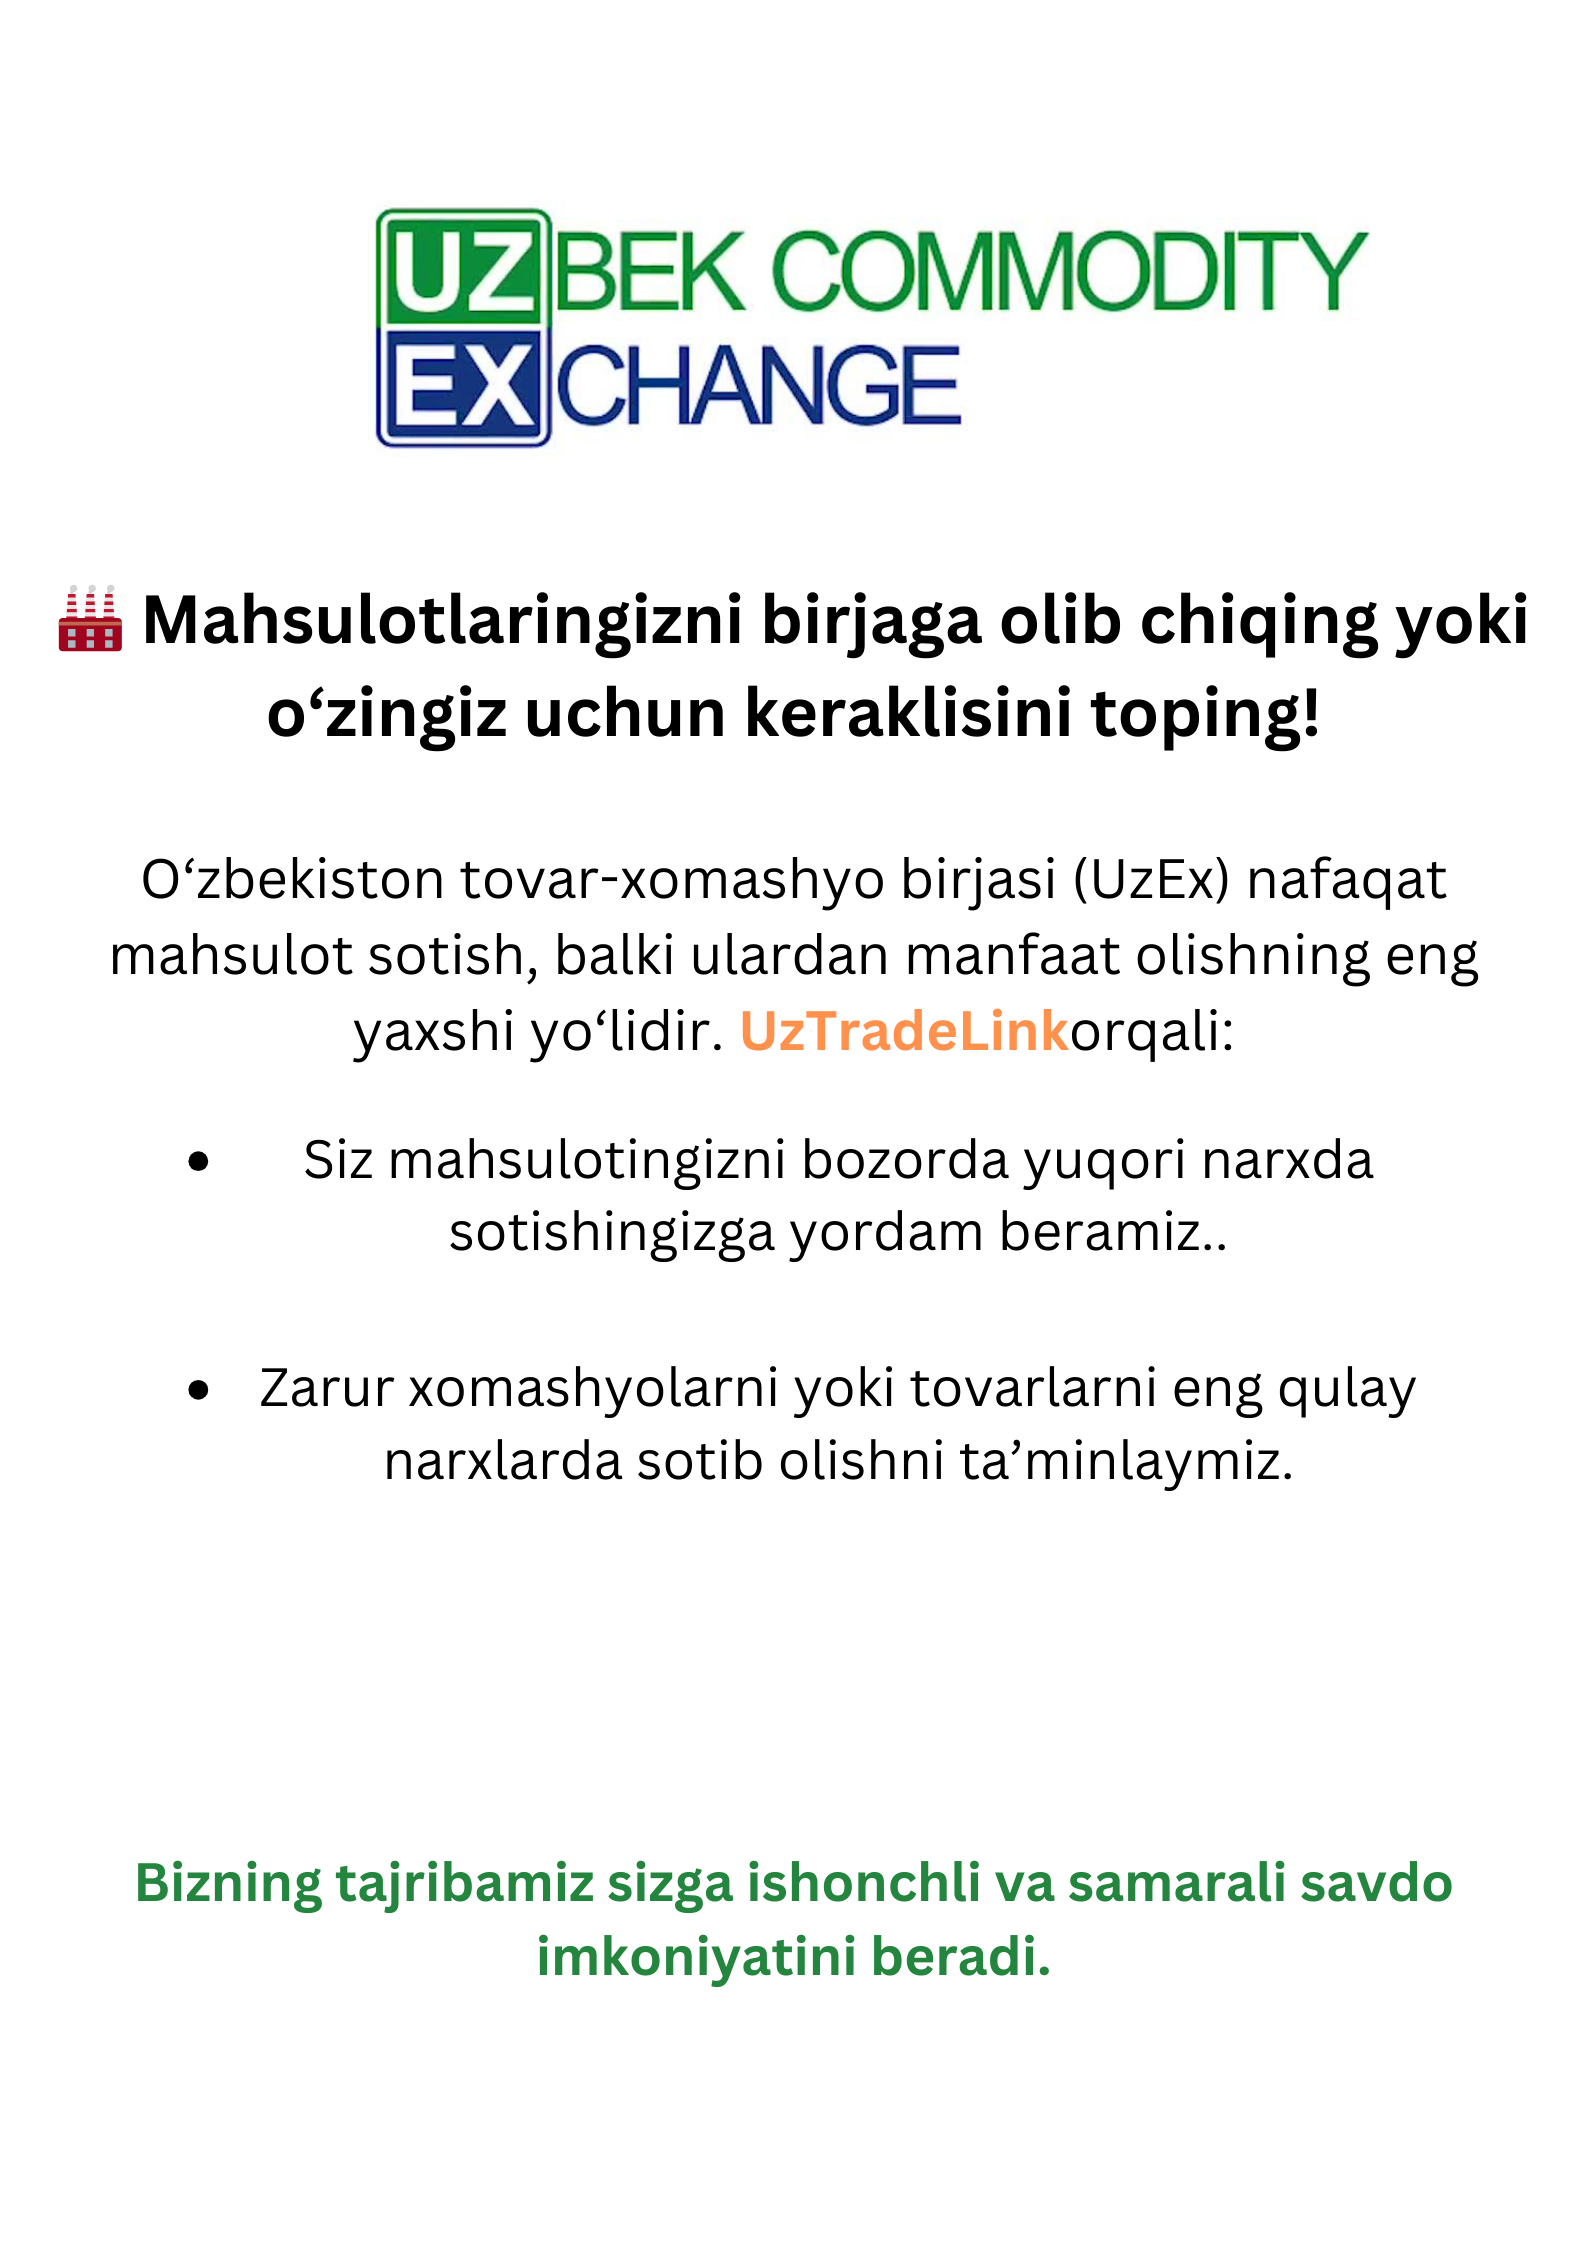 UZBEK COMMODITY
EXCHANGE
🏭 Mahsulotlaringizni birjaga olib chiqing yoki
o‘zingiz uchun keraklisini toping!
O‘zbekiston tovar-xomashyo birjasi (UzEx) nafaqat
mahsulot sotish, balki ulardan manfaat olishning eng
yaxshi yo‘lidir. UzTradeLinkorqali:
• Siz mahsulotingizni bozorda yuqori narxda
sotishingizga yordam beramiz..
• Zarur xomashyolarni yoki tovarlarni eng qulay
narxlarda sotib olishni ta’minlaymiz.
Bizning tajribamiz sizga ishonchli va samarali savdo
imkoniyatini beradi.